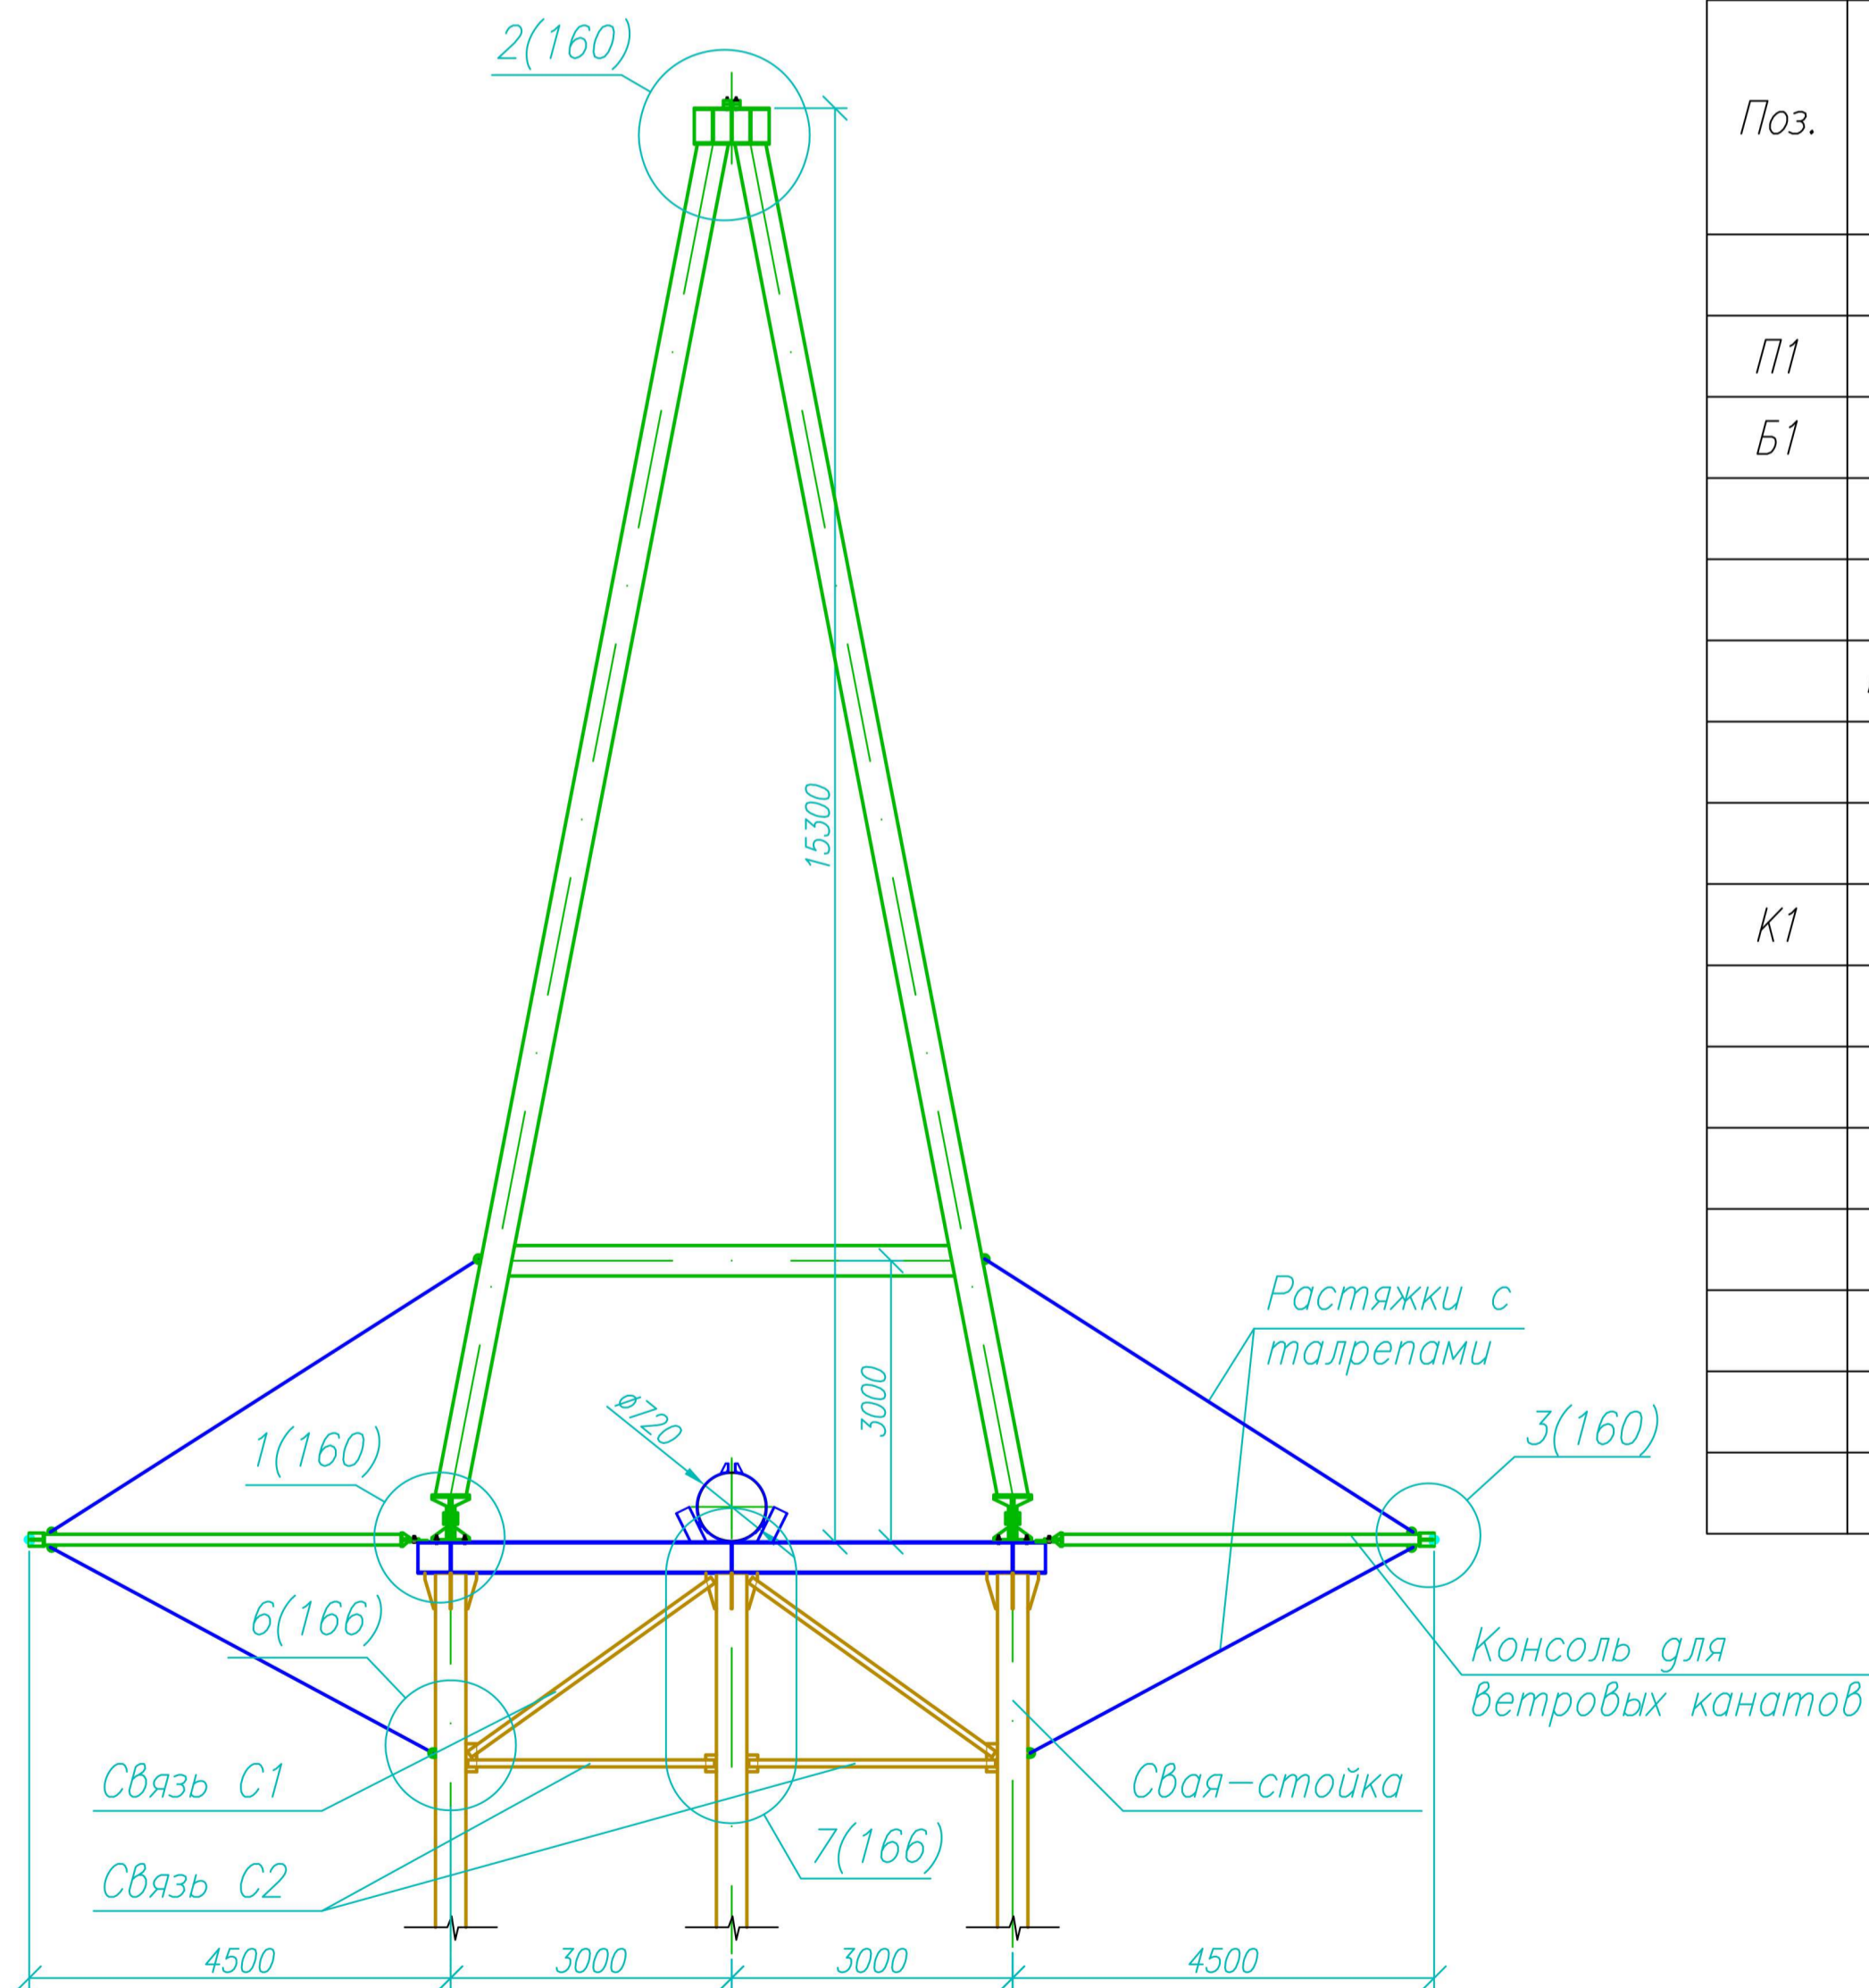 2(160)
Поз.
П1
Б1
15300
К1
Растяжки с
талрепами
3000
⌀720
1(160)
3(160)
6(166)
Консоль для
ветровых канатов
Связь С1
Свая-стойка
7(166)
Связь С2
4500
3000
3000
4500